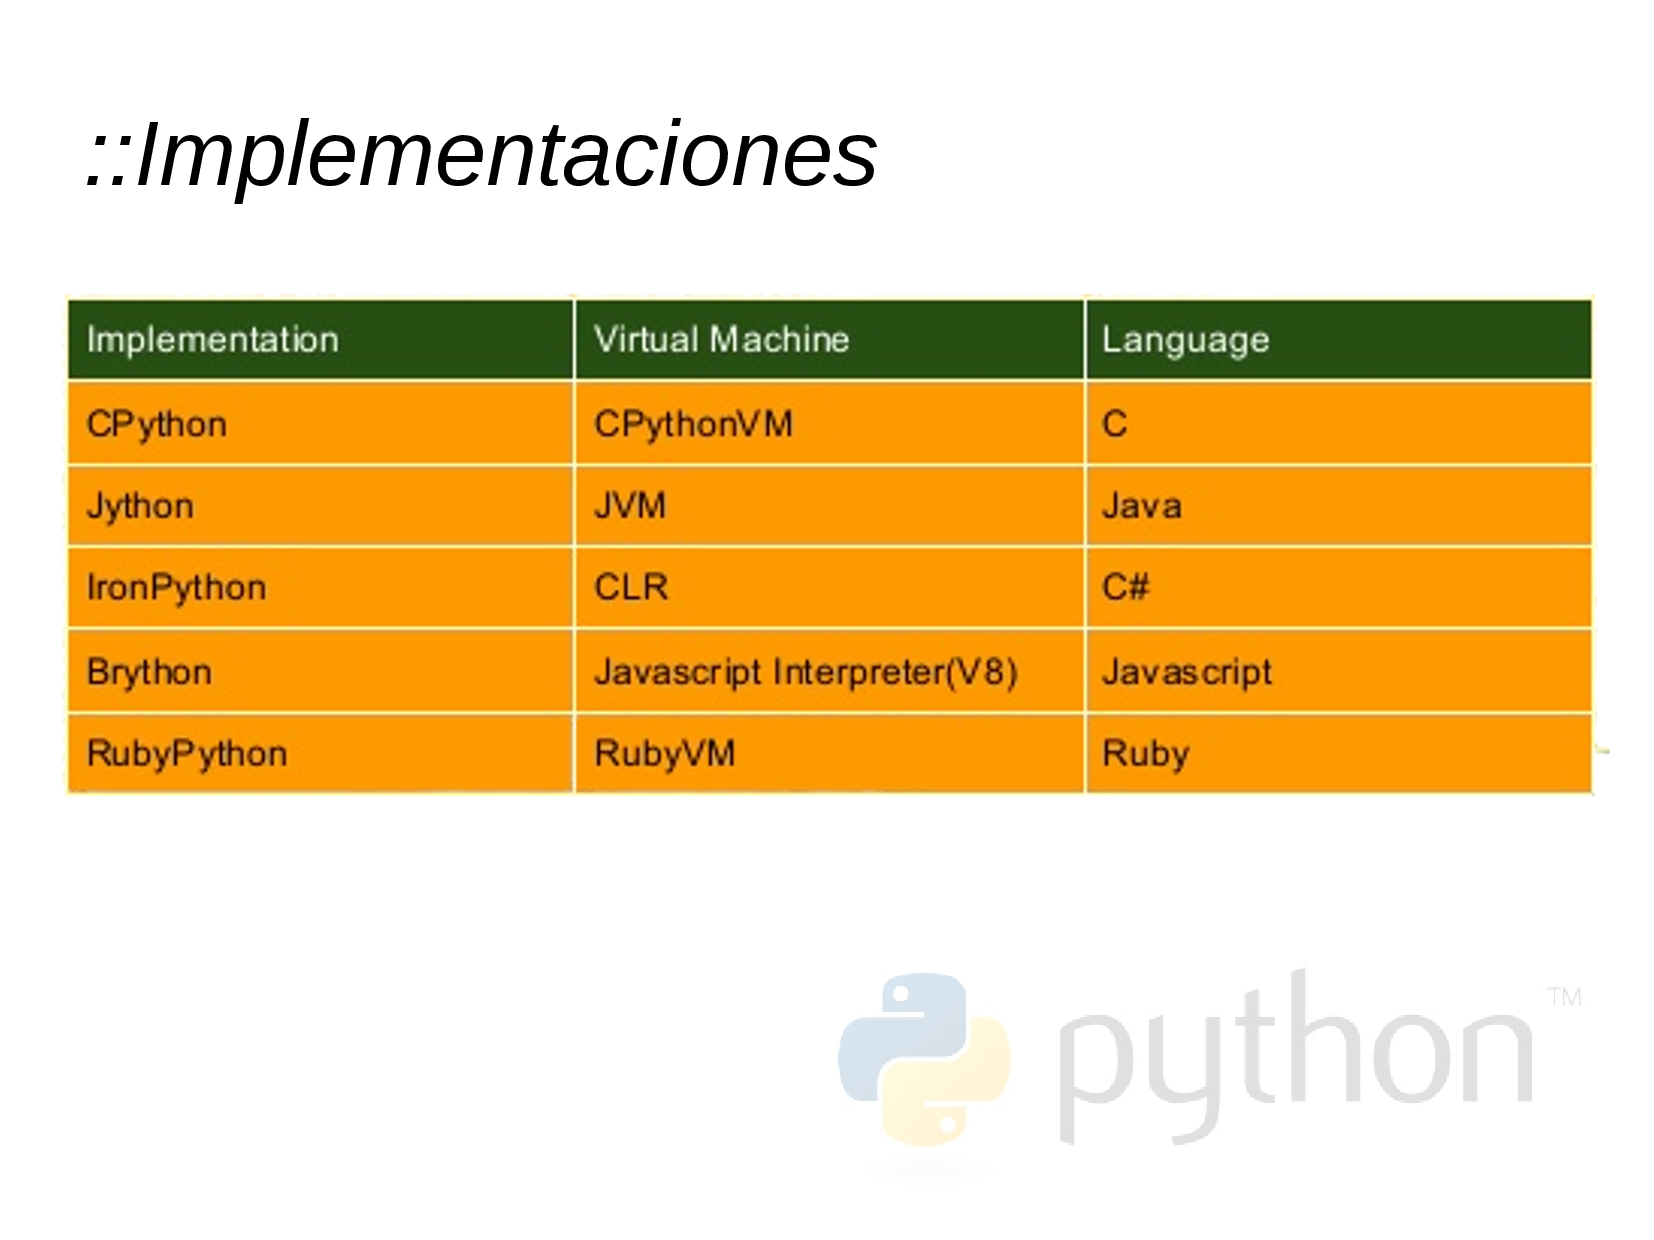 ::Implementaciones
Implementation Virtual Machine Language
CPython CPythonVM C
Jython JVM Java
IronPython CLR C#
Brython Javascript Interpreter(V8) Javascript
RubyPython RubyVM Ruby
python TM